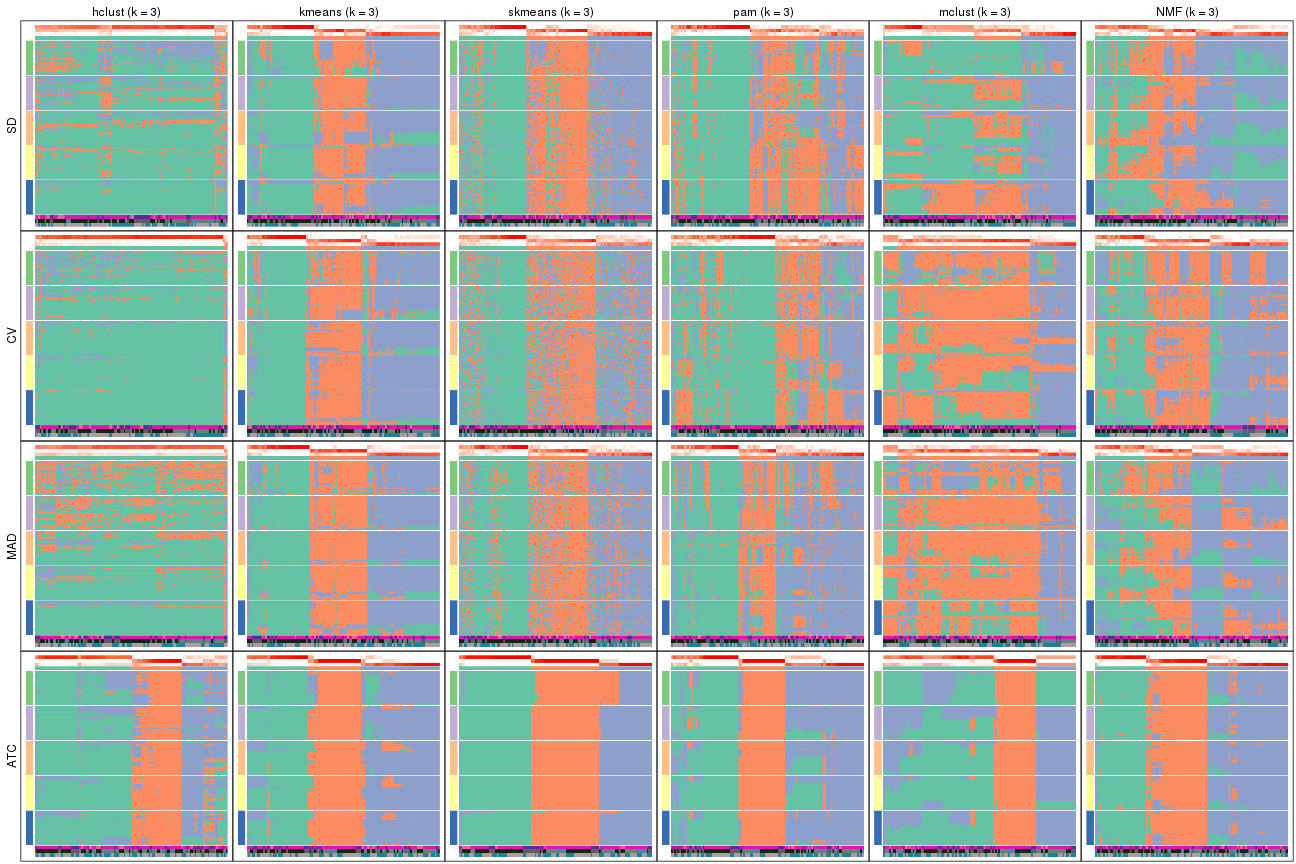 hclust (k = 3) kmeans (k = 3) skmeans (k = 3) pam (k = 3) mclust (k = 3) NMF (k = 3)
SD
CV
MAD
ATC